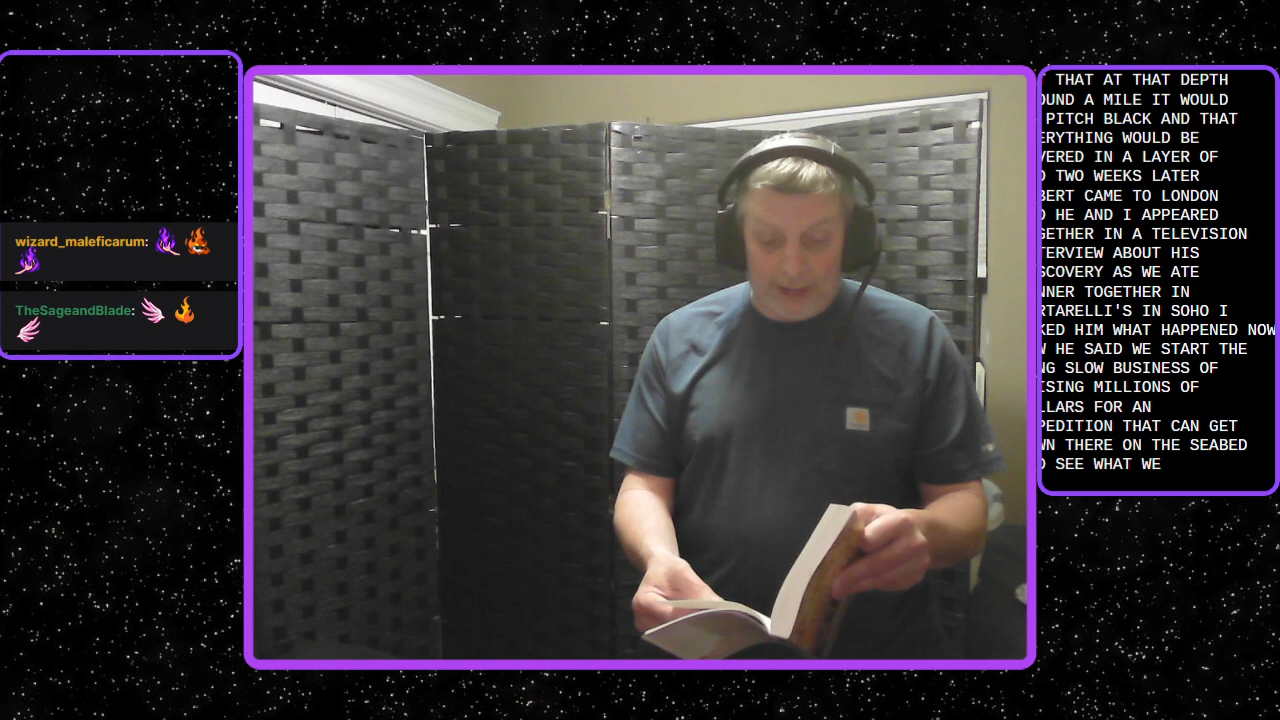 wizard_maleficarum:
TheSageandBlade:
THAT AT THAT DEPTH
OUND A MILE IT WOULD
PITCH BLACK AND THAT
ERYTHING WOULD BE
VERED IN A LAYER OF
D TWO WEEKS LATER
BERT CAME TO LONDON
D HE AND I APPEARED
GETHER IN A TELEVISION
TERVIEW ABOUT HIS
SCOVERY AS WE ATE
NNER TOGETHER IN
RTARELLI'S IN SOHO I
KED HIM WHAT HAPPENED NOW
W HE SAID WE START THE
NG SLOW BUSINESS OF
ISING MILLIONS OF
LLARS FOR AN
PEDITION THAT CAN GET
WN THERE ON THE SEABED
D SEE WHAT WE